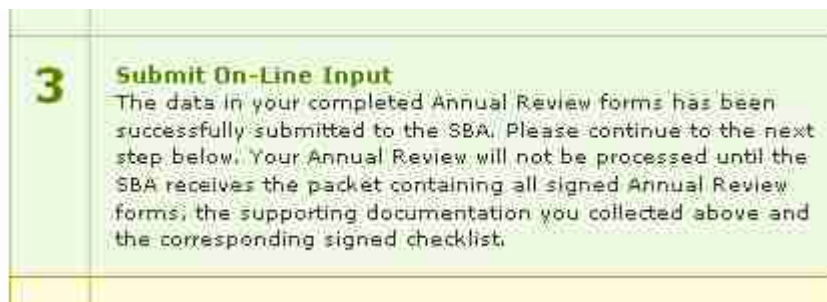 3
Submit On-Line Input
The data in your completed Annual Review forms has been
successfully submitted to the SBA. Please continue to the next
step below. Your Annual Review will not be processed until the
SBA receives the packet containing all signed Annual Review
forms, the supporting documentation you collected above and
the corresponding signed checklist.